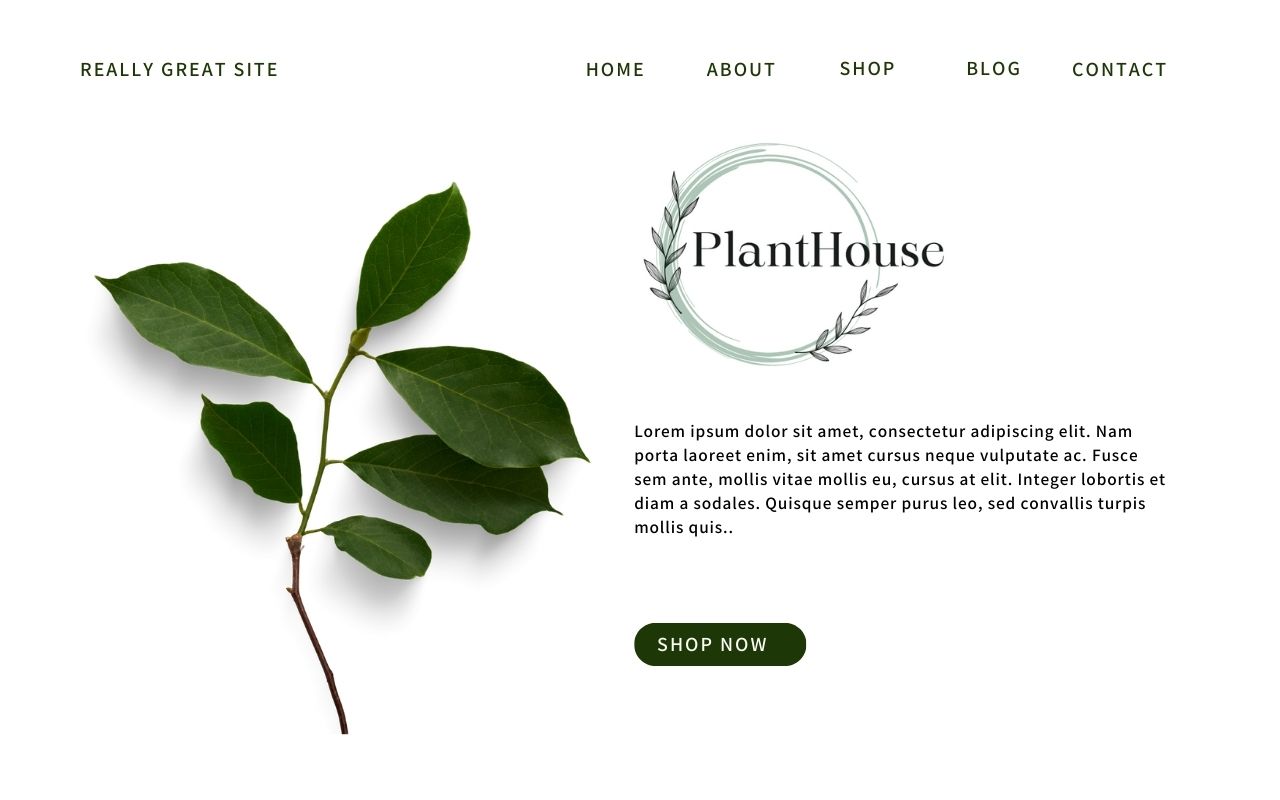 REALLY GREAT SITE
HOME ABOUT SHOP BLOG CONTACT
PlantHouse
Lorem ipsum dolor sit amet, consectetur adipiscing elit. Nam
porta laoreet enim, sit amet cursus neque vulputate ac. Fusce
sem ante, mollis vitae mollis eu, cursus at elit. Integer lobortis et
diam a sodales. Quisque semper purus leo, sed convallis turpis
mollis quis..
SHOP NOW